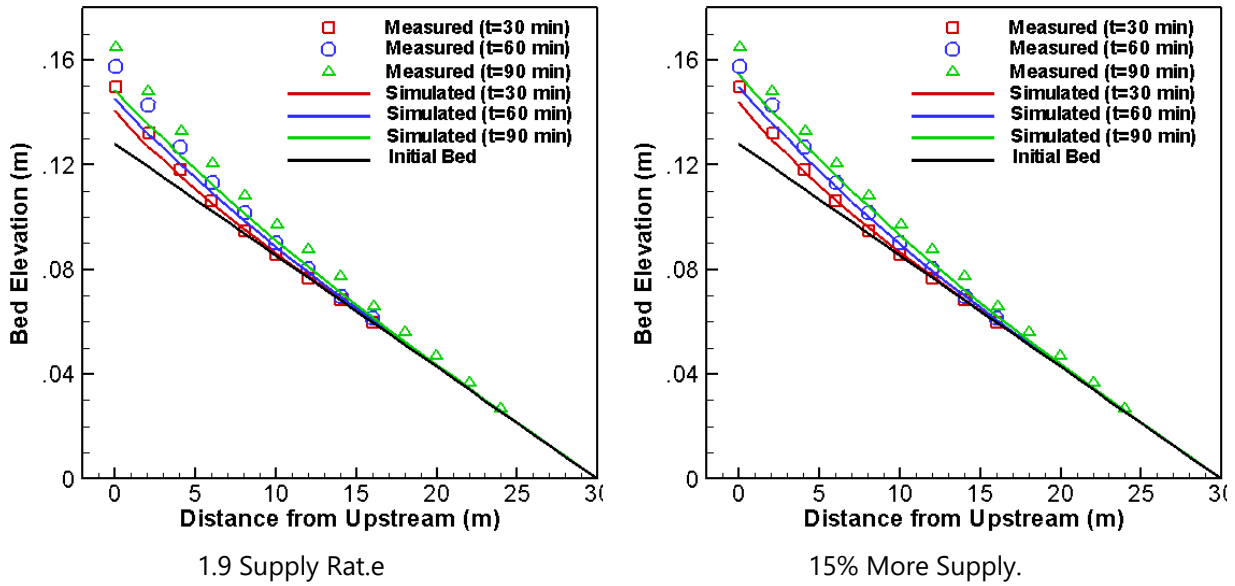 Measured (t=30 min)
Measured (t=60 min)
Measured (t=90 min)
Simulated (t=30 min)
Simulated (t=60 min)
Simulated (t=90 min)
Initial Bed
.16
.12
.08
.04
0
Bed Elevation (m)
0 5 10 15 20 25 30
Distance from Upstream (m)
1.9 Supply Rat.e
Measured (t=30 min)
Measured (t=60 min)
Measured (t=90 min)
Simulated (t=30 min)
Simulated (t=60 min)
Simulated (t=90 min)
Initial Bed
.16
.12
.08
.04
0
Bed Elevation (m)
0 5 10 15 20 25 30
Distance from Upstream (m)
15% More Supply.